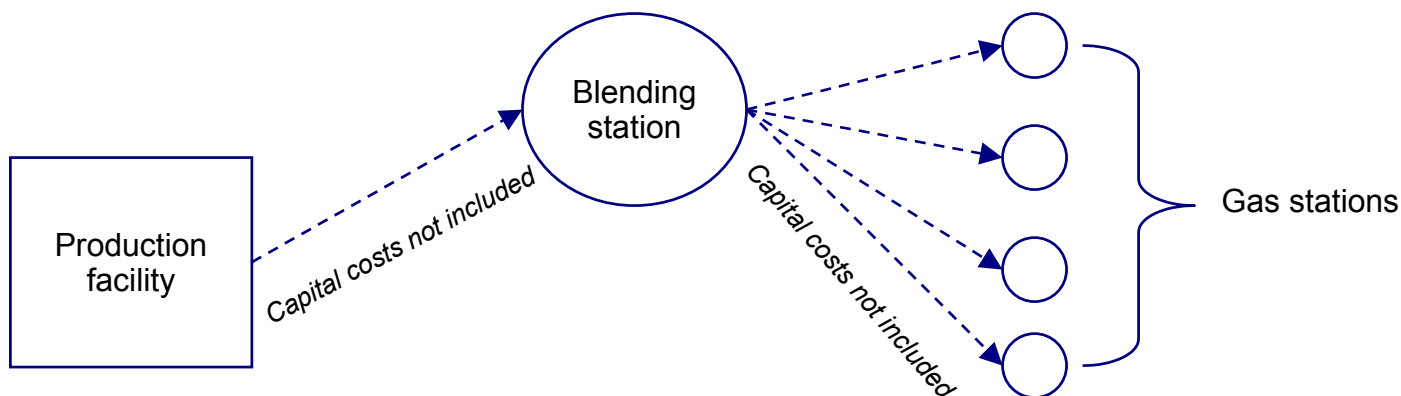 Blending
station
Production
facility
Capital costs not included
Capital costs not included
Gas stations